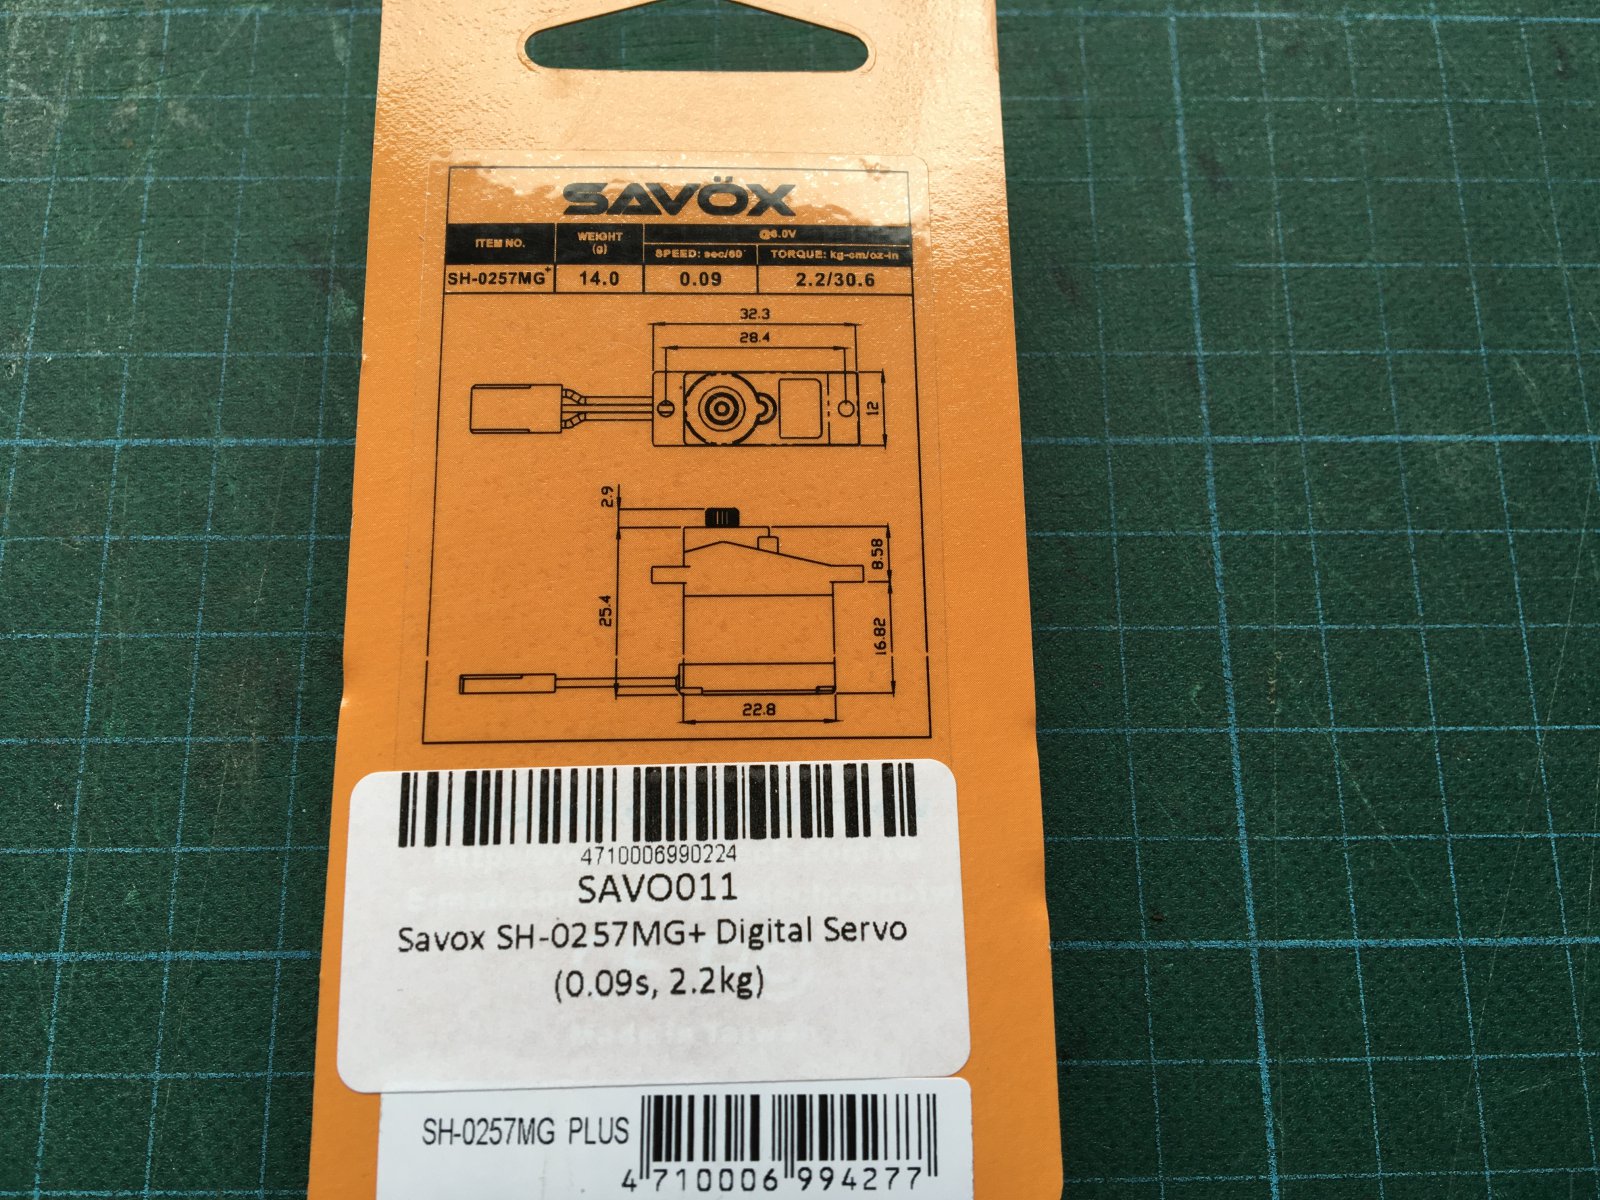 SAVÖX
ITEM NO. WEIGHT (g) @6.0V
SPEED: sec/60° TORQUE: kg-cm/oz-in
SH-0257MG+ 14.0 0.09 2.2/30.6
32.3
28.4
12
2.9
8.58
25.4
16.82
22.8
4710006990224
SAVO011
Savox SH-0257MG+ Digital Servo
(0.09s, 2.2kg)
SH-0257MG PLUS
4 710006 994277